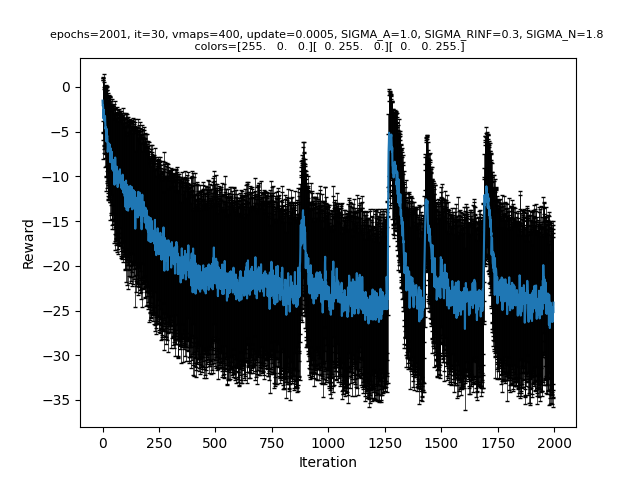 epochs=2001, it=30, vmaps=400, update=0.0005, SIGMA_A=1.0, SIGMA_RINF=0.3, SIGMA_N=1.8
colors=[255. 0. 0.][ 0. 255. 0.][ 0. 0. 255.]
0
−5
−10
−15
−20
−25
−30
−35
Reward
0 250 500 750 1000 1250 1500 1750 2000
Iteration